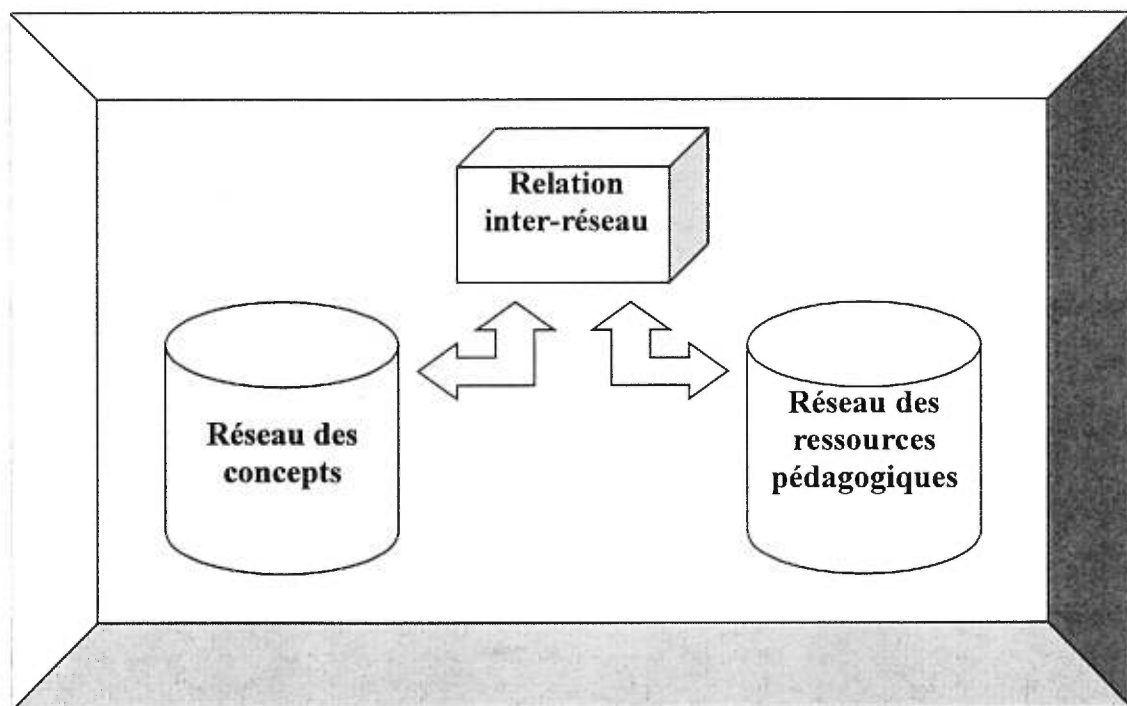 Relation
inter-réseau
Réseau des
concepts
Réseau des
ressources
pédagogiques